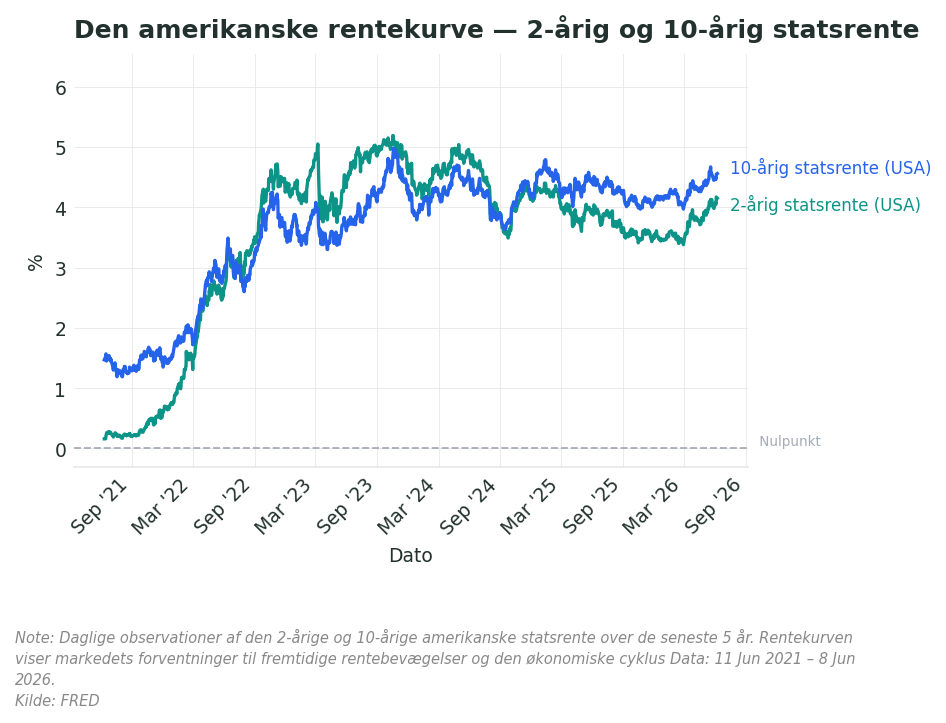 Den amerikanske rentekurve — 2-årig og 10-årig statsrente
6
5
4
3
2
1
0
%
10-årig statsrente (USA)
2-årig statsrente (USA)
Nulpunkt
Sep '21
Mar '22
Sep '22
Mar '23
Sep '23
Mar '24
Sep '24
Mar '25
Sep '25
Mar '26
Sep '26
Dato
Note: Daglige observationer af den 2-årige og 10-årige amerikanske statsrente over de seneste 5 år. Rentekurven
viser markedets forventninger til fremtidige rentebevægelser og den økonomiske cyklus Data: 11 Jun 2021 – 8 Jun
2026.
Kilde: FRED